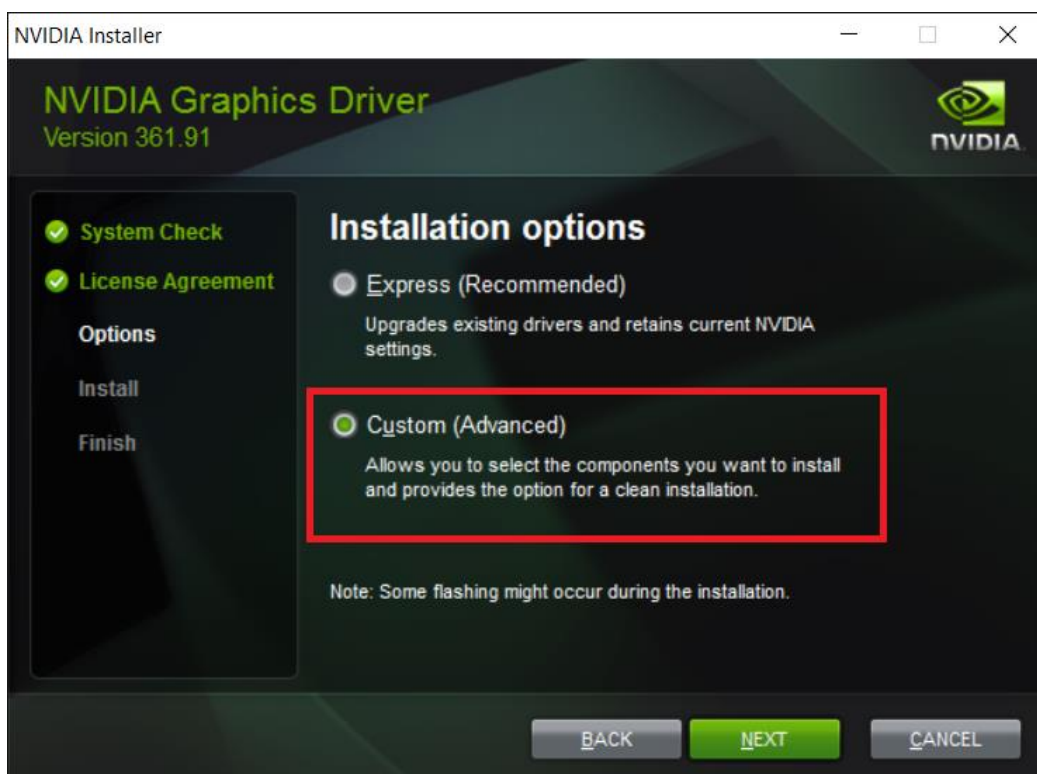 NVIDIA Installer
NVIDIA Graphics Driver
Version 361.91
NVIDIA.
System Check
License Agreement
Options
Install
Finish
Installation options
Express (Recommended)
Upgrades existing drivers and retains current NVIDIA
settings.
Custom (Advanced)
Allows you to select the components you want to install
and provides the option for a clean installation.
Note: Some flashing might occur during the installation.
BACK
NEXT
CANCEL